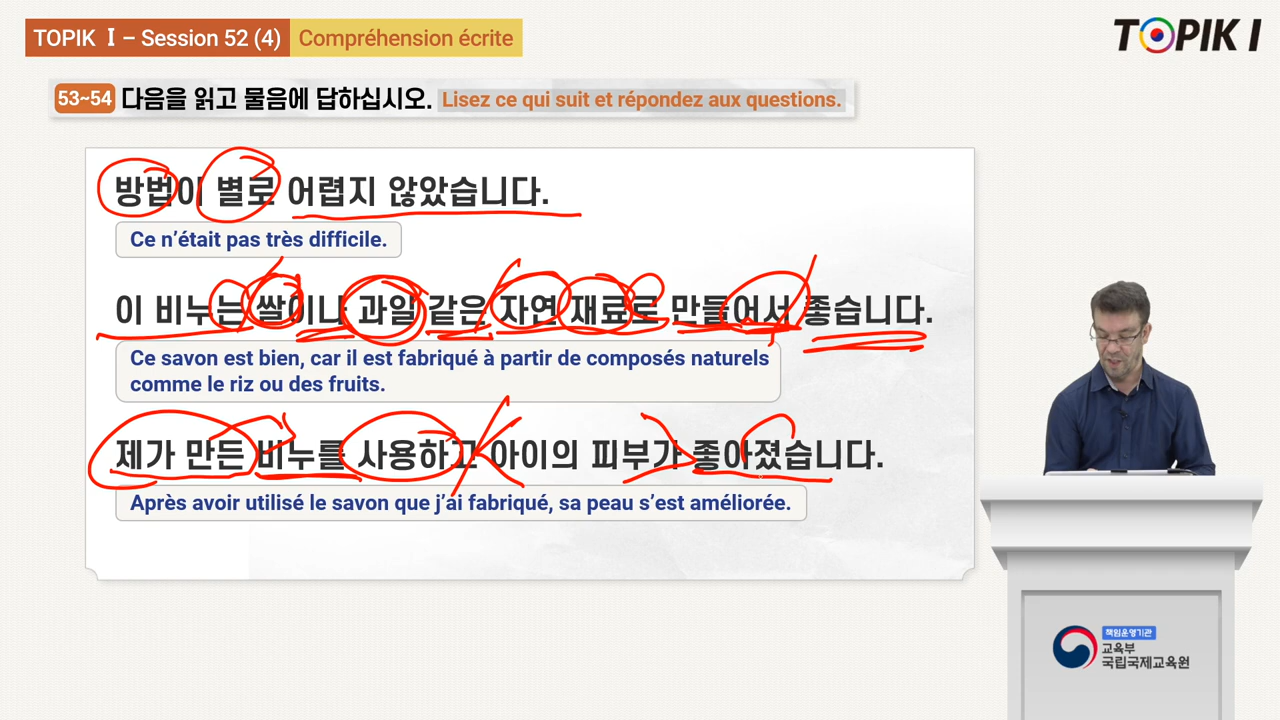 TOPIK I – Session 52 (4) Compréhension écrite
TOPIK I
53~54 다음을 읽고 물음에 답하십시오. Lisez ce qui suit et répondez aux questions.
방법이 별로 어렵지 않았습니다.
Ce n'était pas très difficile.
이 비누는 쌀이나 과일 같은 자연 재료로 만들어서 좋습니다.
Ce savon est bien, car il est fabriqué à partir de composés naturels
comme le riz ou des fruits.
제가 만든 비누를 사용하고 아이의 피부가 좋아졌습니다.
Après avoir utilisé le savon que j'ai fabriqué, sa peau s'est améliorée.
책임운영기관
교육부
국립국제교육원